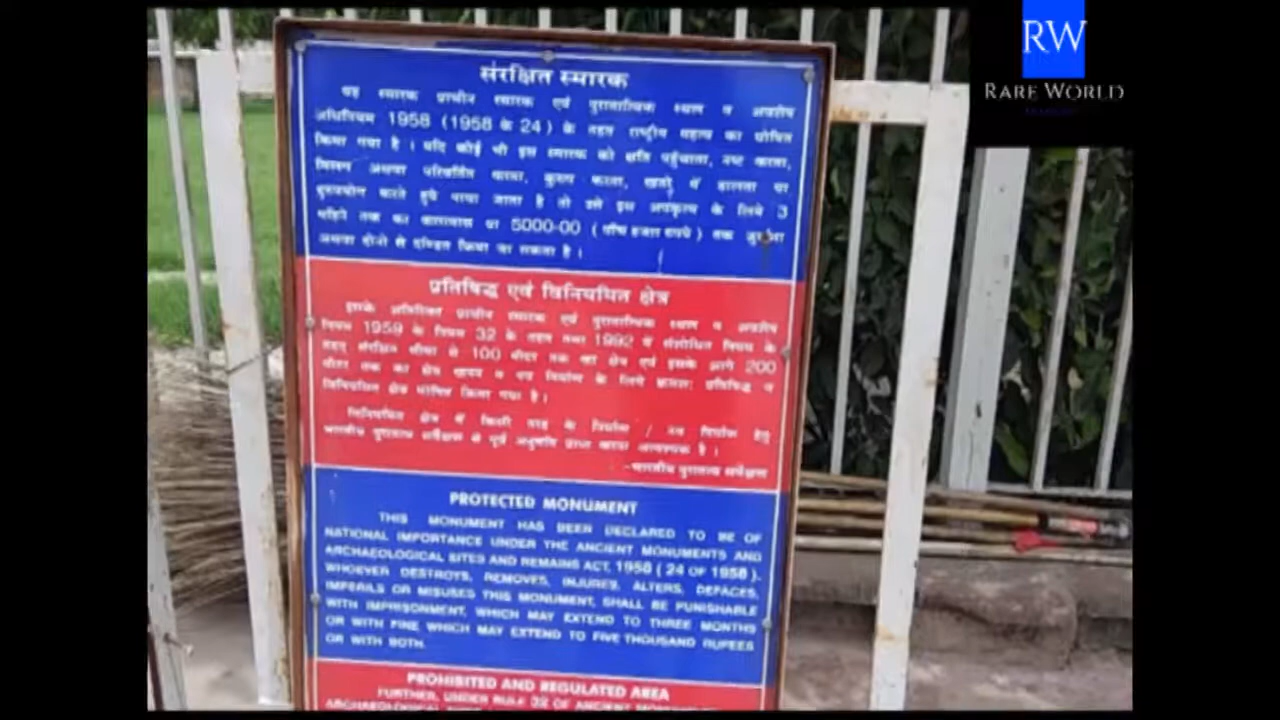 RW
RARE WORLD
संरक्षित स्मारक
यह स्मारक प्राचीन स्मारक एवं पुरातात्विक स्थल व अवशेष
अधिनियम 1958 (1958 के 24) के तहत राष्ट्रीय महत्व का घोषित
किया गया है । यदि कोई भी इस स्मारक को क्षति पहुँचाता, नष्ट करता,
अथवा परिवर्तित करता, कुरूप करता, खतरे में डालता या
दुरुपयोग करते हुये पाया जाता है तो उसे इस अपकृत्य के लिये 3
महिने तक का कारावास या 5000-00 (पाँच हजार रुपये) तक जुर्माना
अथवा दोनो से दण्डित किया जा सकता है ।
प्रतिषिद्ध एवं विनियमित क्षेत्र
इसके अतिरिक्त प्राचीन स्मारक एवं पुरातात्विक स्थल व अवशेष
नियम 1959 के नियम 32 के तहत तथा 1992 में संशोधित नियम के
तहत् संरक्षित सीमा से 100 मीटर तक का क्षेत्र एवं इसके आगे 200
मीटर तक का क्षेत्र खनन व नव निर्माण के लिये क्रमशः प्रतिषिद्ध व
विनियमित क्षेत्र घोषित किया गया है ।
विनियमित क्षेत्र में किसी तरह के निर्माण / नव निर्माण हेतु
भारतीय पुरातत्व सर्वेक्षण से पूर्व अनुमति प्राप्त करना आवश्यक है ।
-भारतीय पुरातत्व सर्वेक्षण
PROTECTED MONUMENT
THIS MONUMENT HAS BEEN DECLARED TO BE OF
NATIONAL IMPORTANCE UNDER THE ANCIENT MONUMENTS AND
ARCHAEOLOGICAL SITES AND REMAINS ACT, 1958 ( 24 OF 1958 ).
WHOEVER DESTROYS, REMOVES, INJURES, ALTERS, DEFACES,
IMPERILS OR MISUSES THIS MONUMENT, SHALL BE PUNISHABLE
WITH IMPRISONMENT, WHICH MAY EXTEND TO THREE MONTHS
OR WITH FINE WHICH MAY EXTEND TO FIVE THOUSAND RUPEES
OR WITH BOTH.
PROHIBITED AND REGULATED AREA
FURTHER, UNDER RULE 32 OF ANCIENT